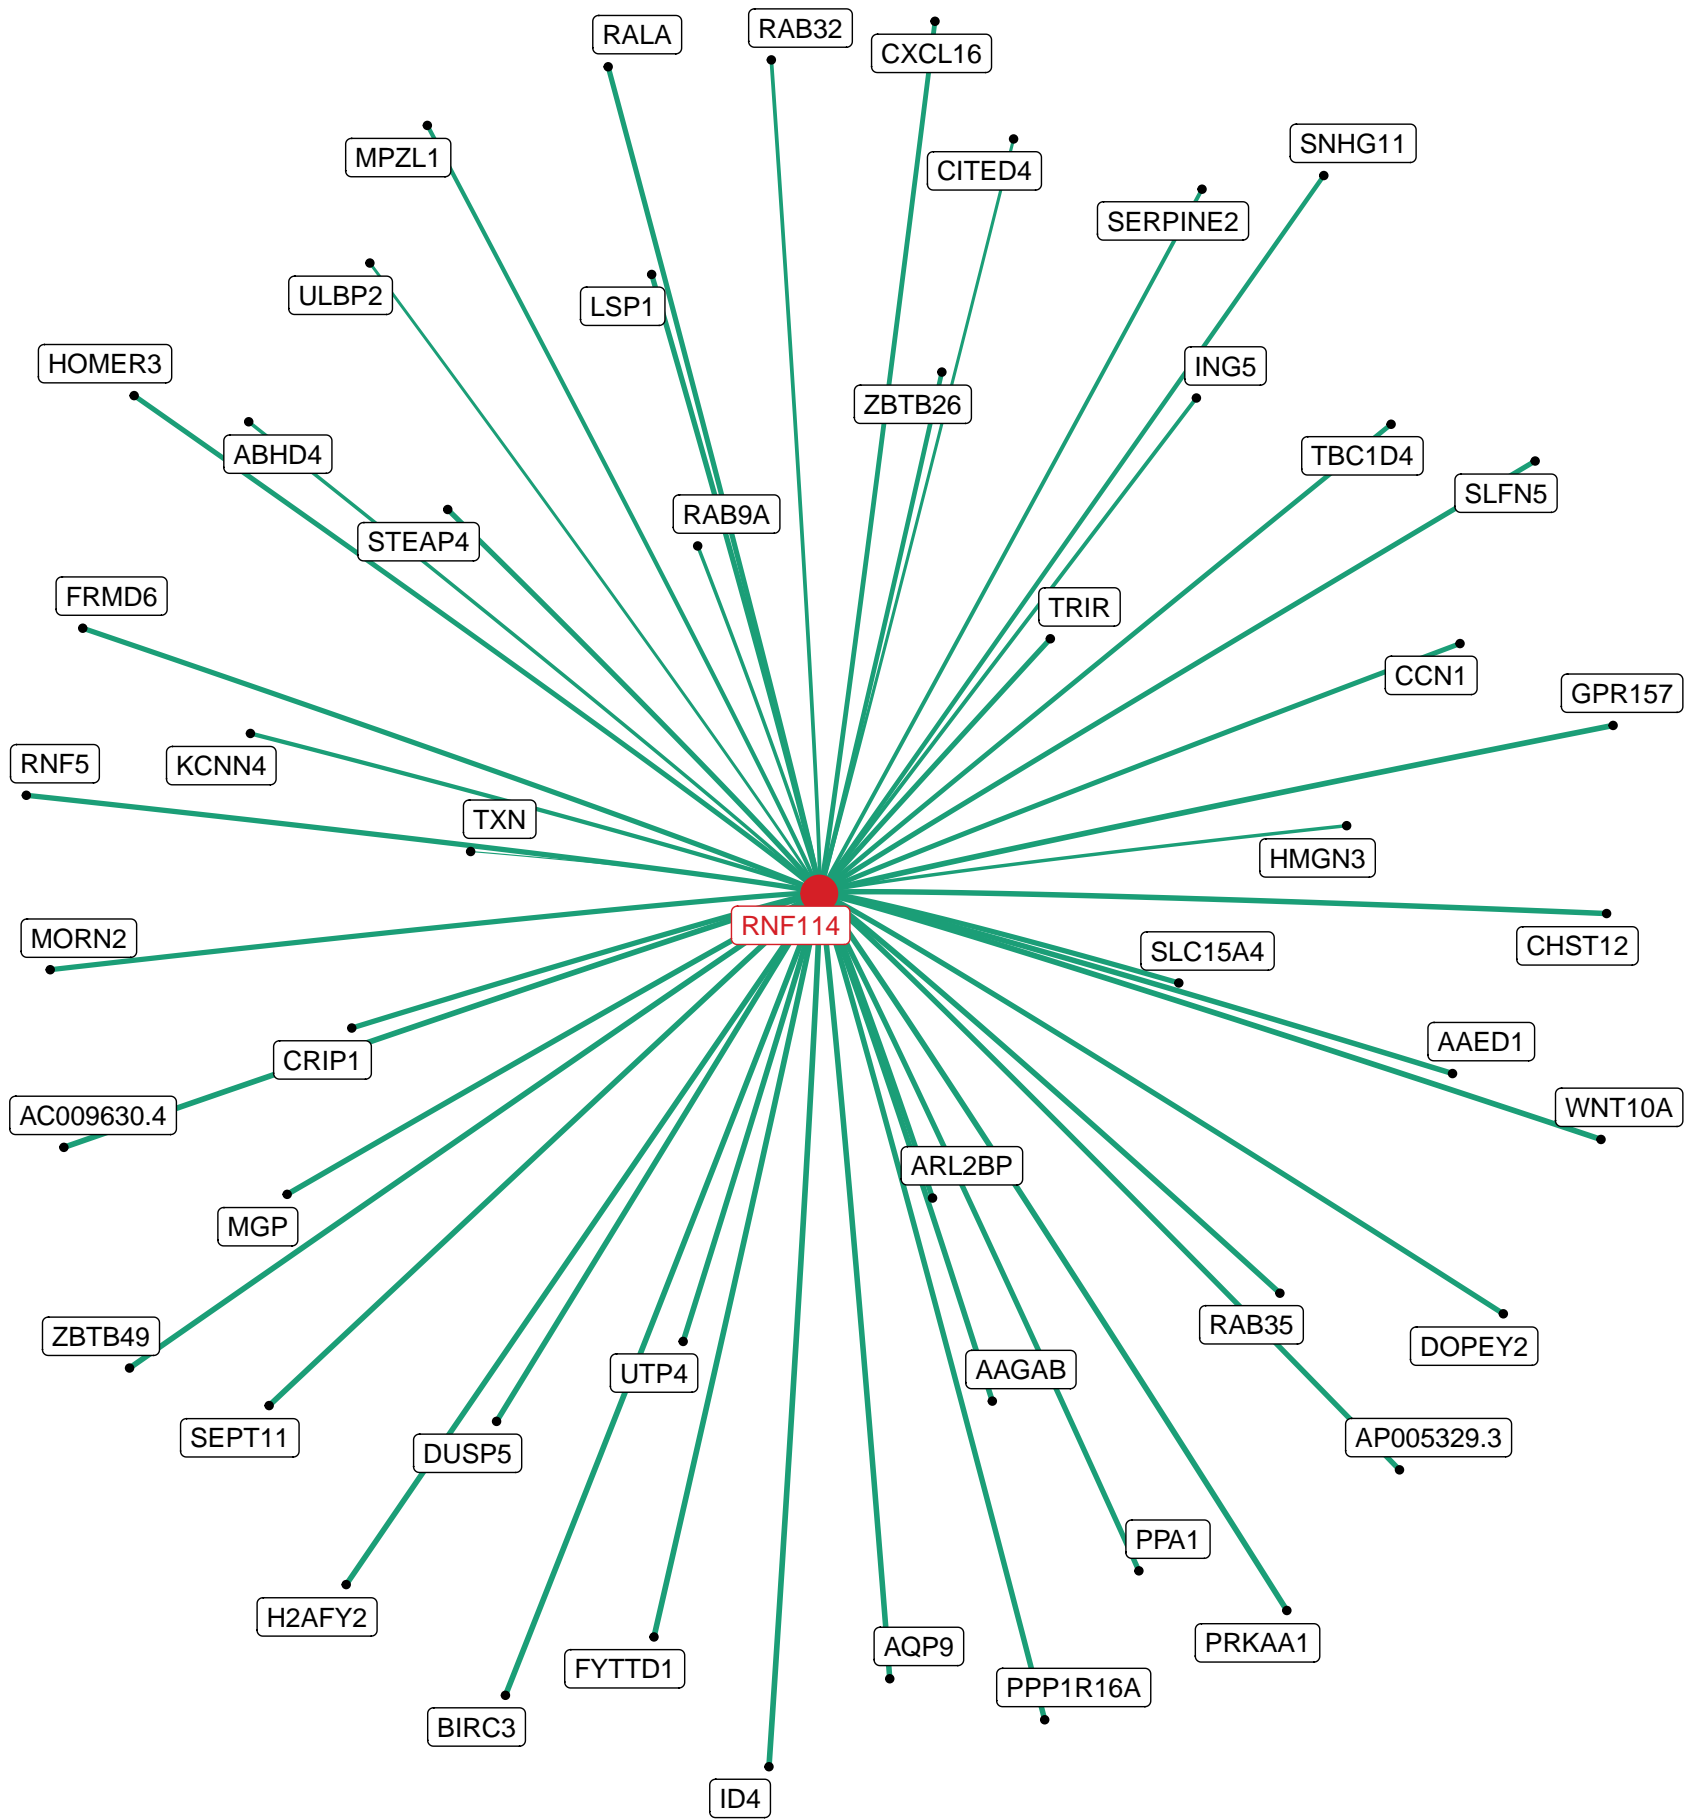 RALA
RAB32
CXCL16
MPZL1
CITED4
SNHG11
SERPINE2
ULBP2
LSP1
HOMER3
ING5
ZBTB26
ABHD4
TBC1D4
SLFN5
STEAP4
RAB9A
FRMD6
TRIR
CCN1
GPR157
RNF5
KCNN4
TXN
HMGN3
RNF114
MORN2
CHST12
SLC15A4
CRIP1
AAED1
AC009630.4
WNT10A
ARL2BP
MGP
ZBTB49
RAB35
DOPEY2
UTP4
AAGAB
SEPT11
DUSP5
AP005329.3
PPA1
H2AFY2
FYTTD1
AQP9
PRKAA1
PPP1R16A
BIRC3
ID4